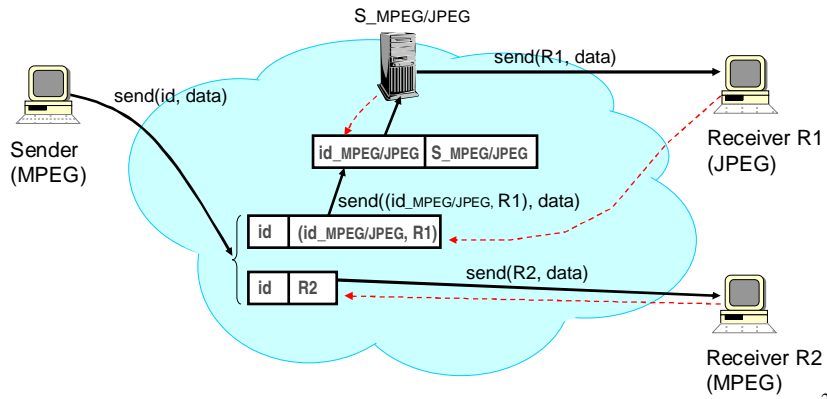 S_MPEG/JPEG
send(R1, data)
send(id, data)
Sender
(MPEG)
Receiver R1
(JPEG)
id_MPEG/JPEG S_MPEG/JPEG
send((id_MPEG/JPEG, R1), data)
id (id_MPEG/JPEG, R1)
send(R2, data)
id R2
Receiver R2
(MPEG)